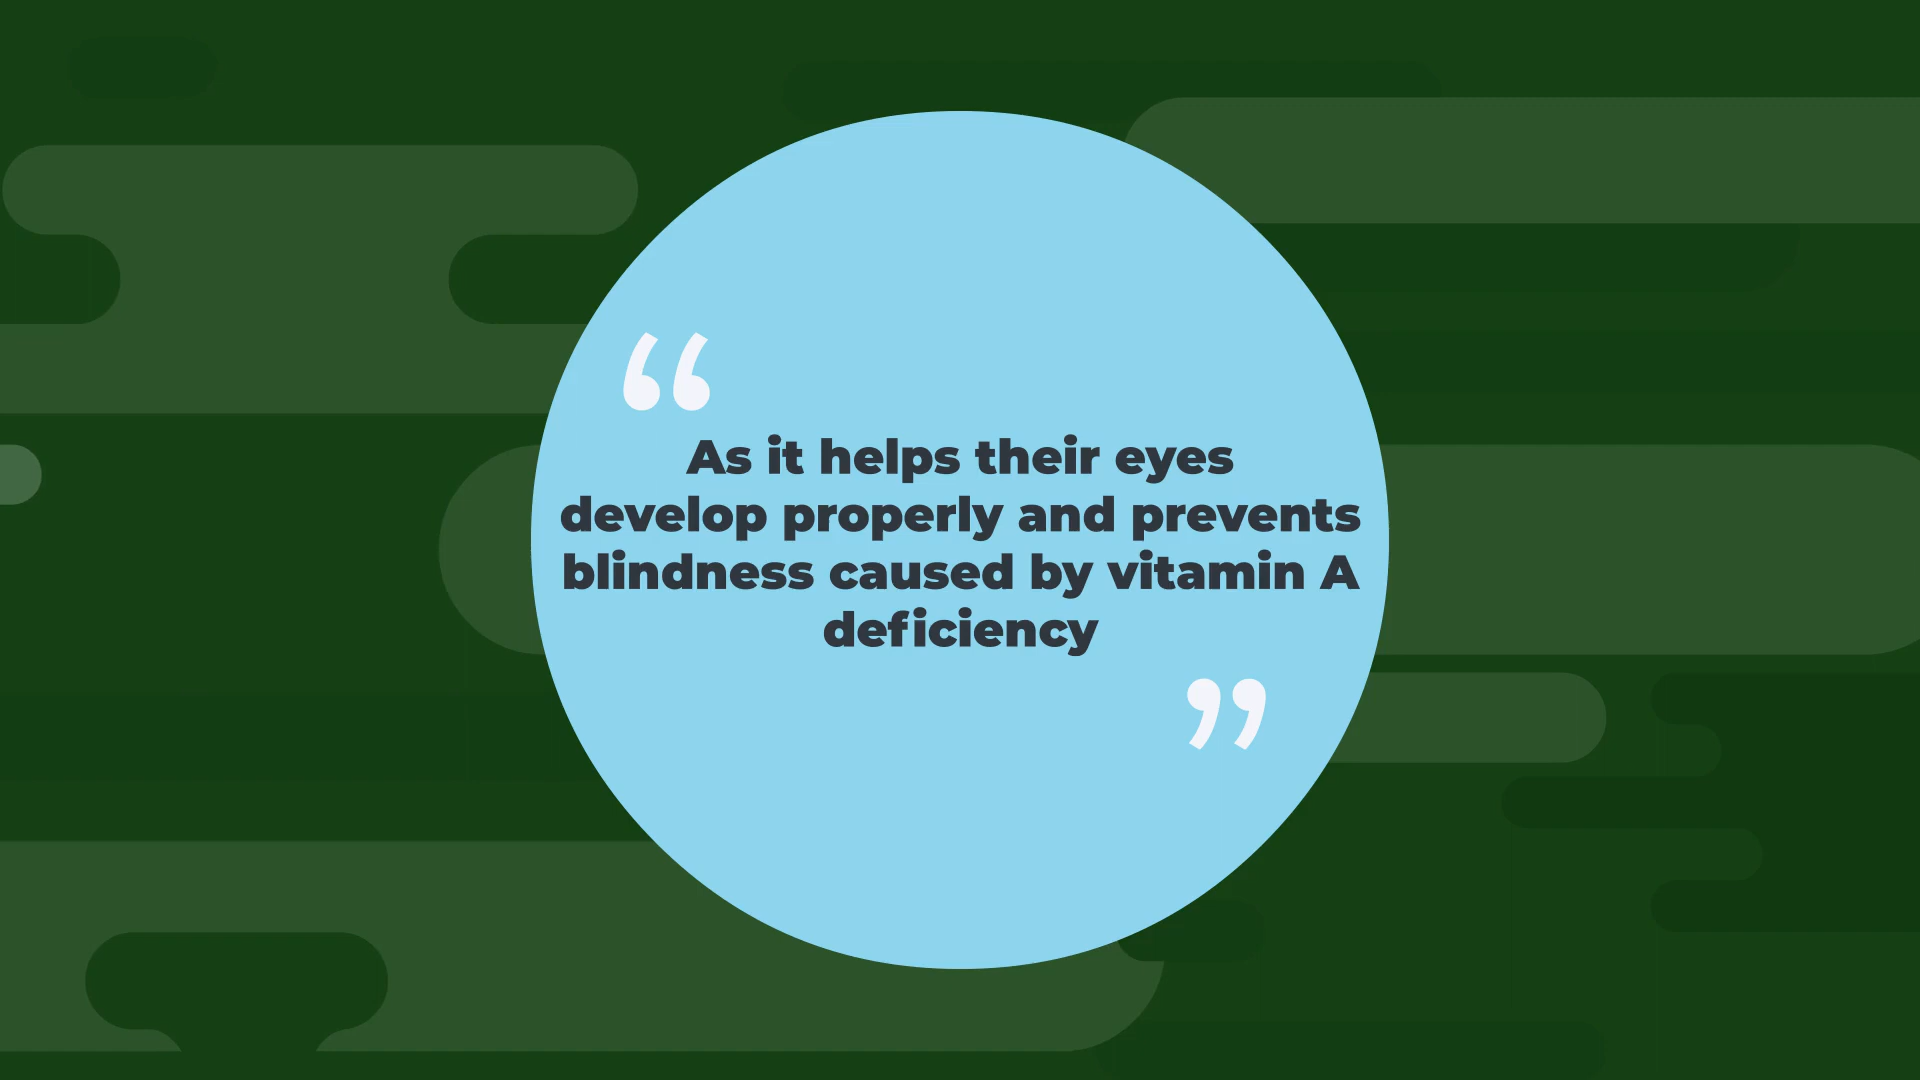 “
As it helps their eyes
develop properly and prevents
blindness caused by vitamin A
deficiency
”